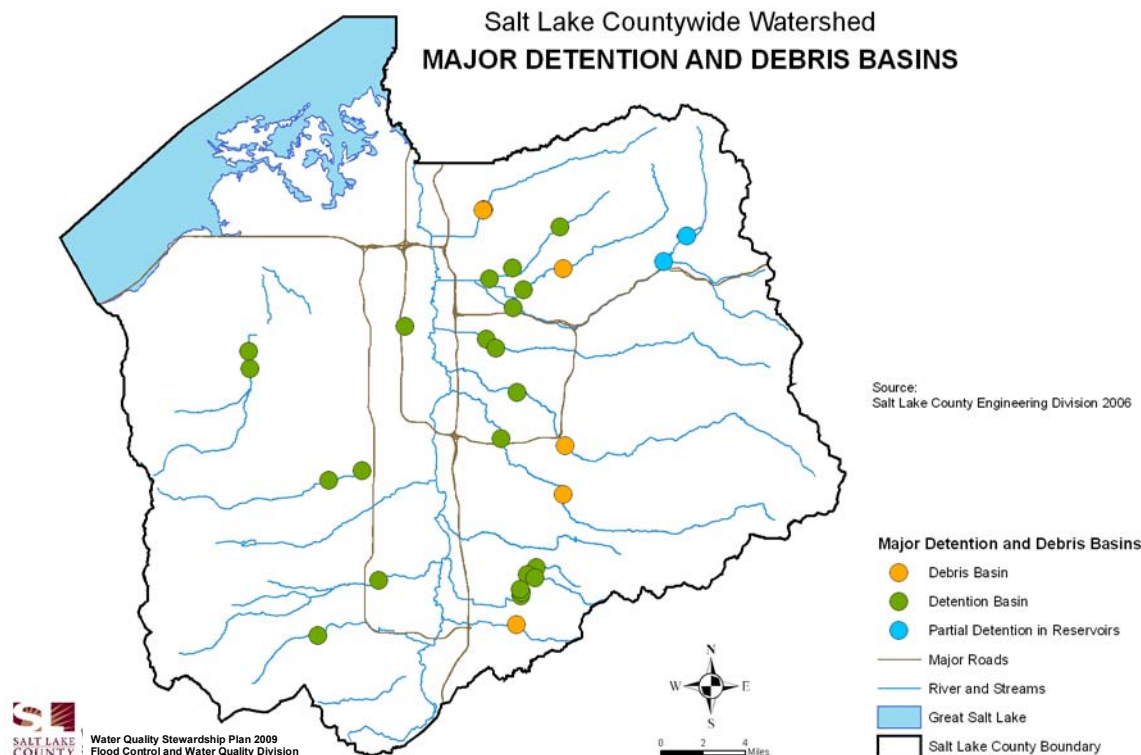 Salt Lake Countywide Watershed
MAJOR DETENTION AND DEBRIS BASINS
Source:
Salt Lake County Engineering Division 2006
Major Detention and Debris Basins
Debris Basin
Detention Basin
Partial Detention in Reservoirs
Major Roads
River and Streams
Great Salt Lake
Salt Lake County Boundary
N
W
E
S
0 2 4
Miles
SL
SALT LAKE
COUNTY
Water Quality Stewardship Plan 2009
Flood Control and Water Quality Division